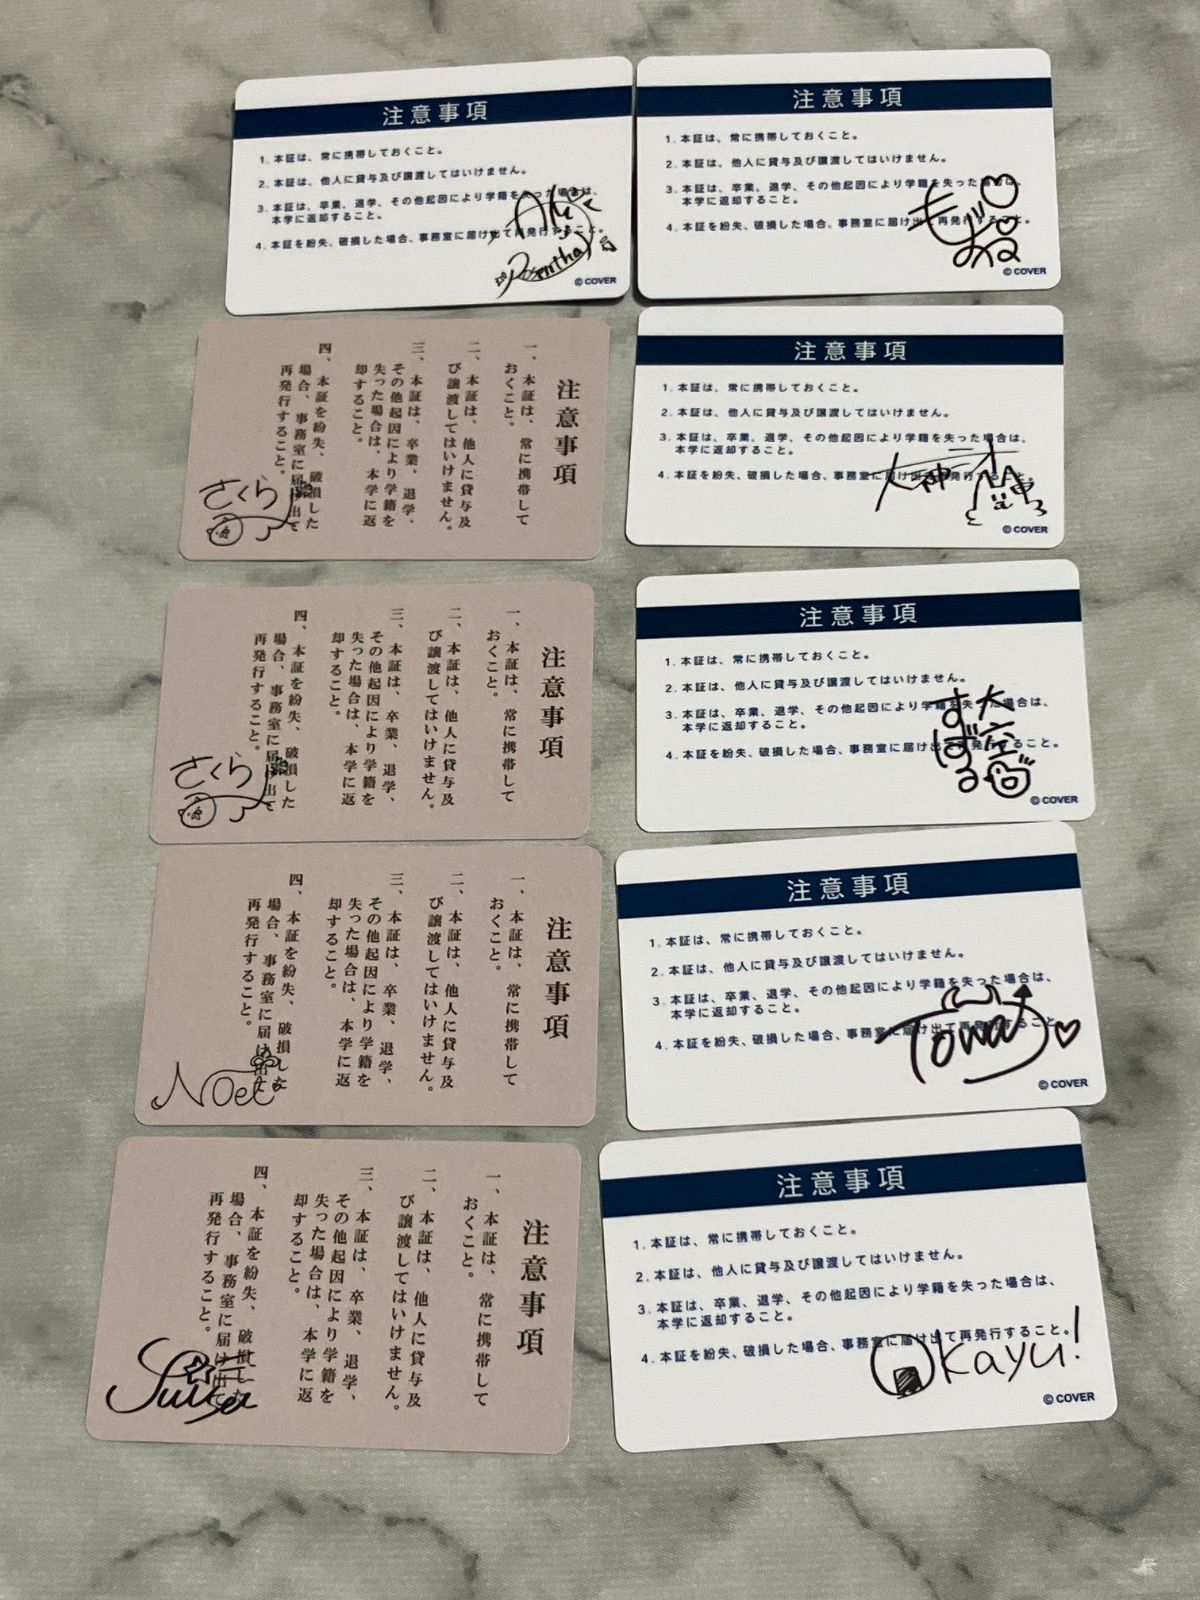 注意事項
1. 本証は、常に携帯しておくこと。
2. 本証は、他人に貸与及び譲渡してはいけません。
3. 本証は、卒業、退学、その他起因により学籍を失った場合は、
本学に返却すること。
4. 本証を紛失、破損した場合、事務室に届け出て再発行すること。
Aki
Rosenthal
© COVER
注意事項
1. 本証は、常に携帯しておくこと。
2. 本証は、他人に貸与及び譲渡してはいけません。
3. 本証は、卒業、退学、その他起因により学籍を失った場合は、
本学に返却すること。
4. 本証を紛失、破損した場合、事務室に届け出て再発行すること。
© COVER
注意事項
一、本証は、常に携帯して
おくこと。
二、本証は、他人に貸与及
び譲渡してはいけません。
三、本証は、卒業、退学、
その他起因により学籍を
失った場合は、本学に返
却すること。
四、本証を紛失、破損した
場合、事務室に届け出て
再発行すること。
さくら
注意事項
1. 本証は、常に携帯しておくこと。
2. 本証は、他人に貸与及び譲渡してはいけません。
3. 本証は、卒業、退学、その他起因により学籍を失った場合は、
本学に返却すること。
4. 本証を紛失、破損した場合、事務室に届け出て再発行すること。
大神ミオ
© COVER
注意事項
一、本証は、常に携帯して
おくこと。
二、本証は、他人に貸与及
び譲渡してはいけません。
三、本証は、卒業、退学、
その他起因により学籍を
失った場合は、本学に返
却すること。
四、本証を紛失、破損した
場合、事務室に届け出て
再発行すること。
さくら
注意事項
1. 本証は、常に携帯しておくこと。
2. 本証は、他人に貸与及び譲渡してはいけません。
3. 本証は、卒業、退学、その他起因により学籍を失った場合は、
本学に返却すること。
4. 本証を紛失、破損した場合、事務室に届け出て再発行すること。
大空
すばる
© COVER
注意事項
一、本証は、常に携帯して
おくこと。
二、本証は、他人に貸与及
び譲渡してはいけません。
三、本証は、卒業、退学、
その他起因により学籍を
失った場合は、本学に返
却すること。
四、本証を紛失、破損した
場合、事務室に届け出て
再発行すること。
Noel
注意事項
1. 本証は、常に携帯しておくこと。
2. 本証は、他人に貸与及び譲渡してはいけません。
3. 本証は、卒業、退学、その他起因により学籍を失った場合は、
本学に返却すること。
4. 本証を紛失、破損した場合、事務室に届け出て再発行すること。
Towa
© COVER
注意事項
一、本証は、常に携帯して
おくこと。
二、本証は、他人に貸与及
び譲渡してはいけません。
三、本証は、卒業、退学、
その他起因により学籍を
失った場合は、本学に返
却すること。
四、本証を紛失、破損した
場合、事務室に届け出て
再発行すること。
Suisei
注意事項
1. 本証は、常に携帯しておくこと。
2. 本証は、他人に貸与及び譲渡してはいけません。
3. 本証は、卒業、退学、その他起因により学籍を失った場合は、
本学に返却すること。
4. 本証を紛失、破損した場合、事務室に届け出て再発行すること。
Okayu!
© COVER